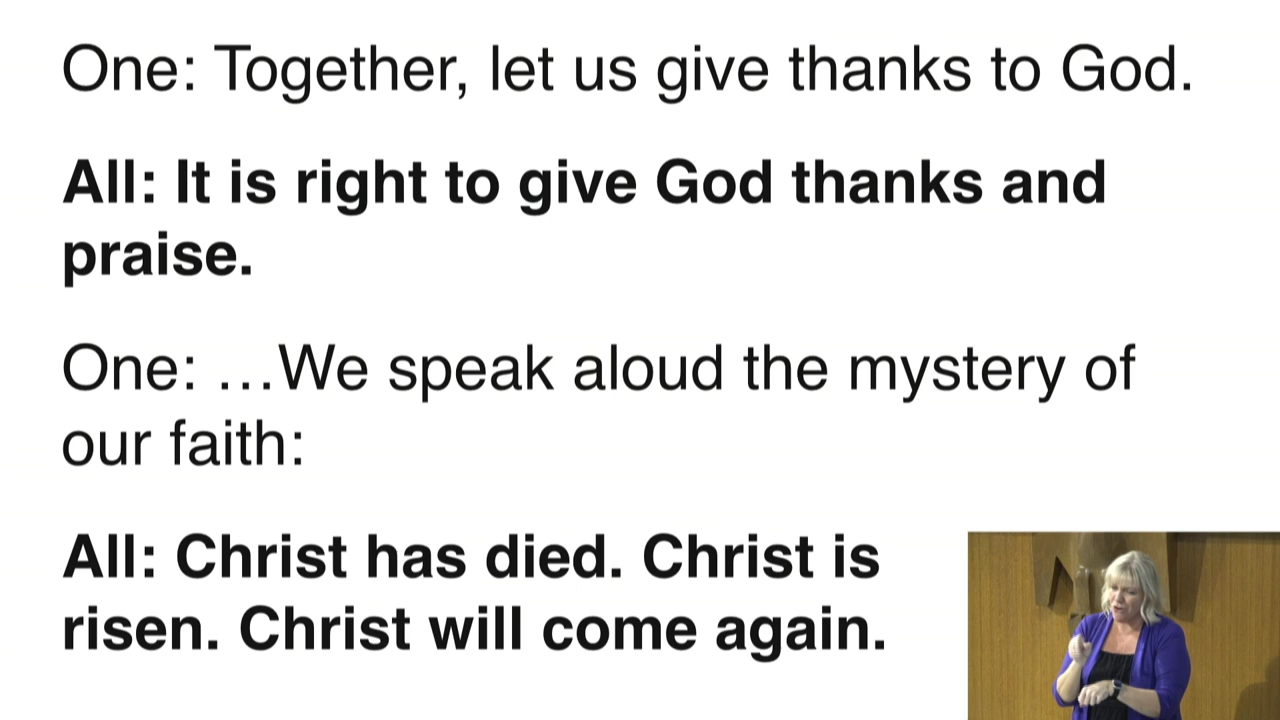 One: Together, let us give thanks to God.
All: It is right to give God thanks and
praise.
One: …We speak aloud the mystery of
our faith:
All: Christ has died. Christ is
risen. Christ will come again.